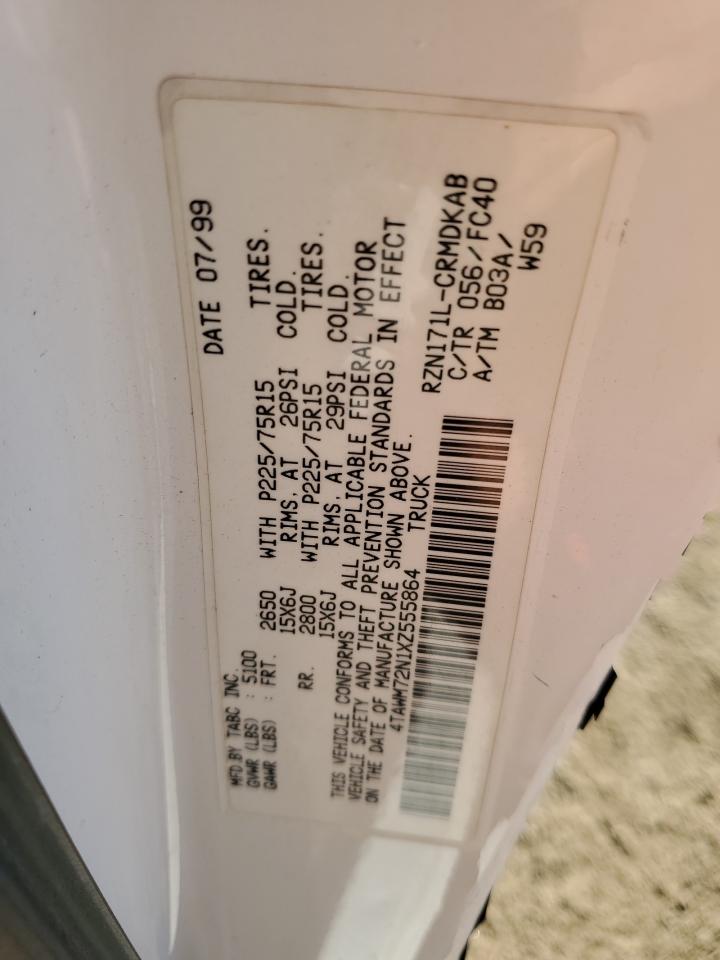 DATE 07/99
MFD.BY TABC INC.
GVWR (LBS) : 5100
GAWR (LBS) : FRT. 2650 WITH P225/75R15 TIRES.
15X6J RIMS, AT 26PSI COLD.
RR. 2800 WITH P225/75R15 TIRES.
15X6J RIMS, AT 29PSI COLD.
THIS VEHICLE CONFORMS TO ALL APPLICABLE FEDERAL MOTOR
VEHICLE SAFETY AND THEFT PREVENTION STANDARDS IN EFFECT
ON THE DATE OF MANUFACTURE SHOWN ABOVE.
4TAWM72N1XZ555864 TRUCK
RZN171L-CRMDKAB
C/TR 056/FC40
A/TM B03A/
W59